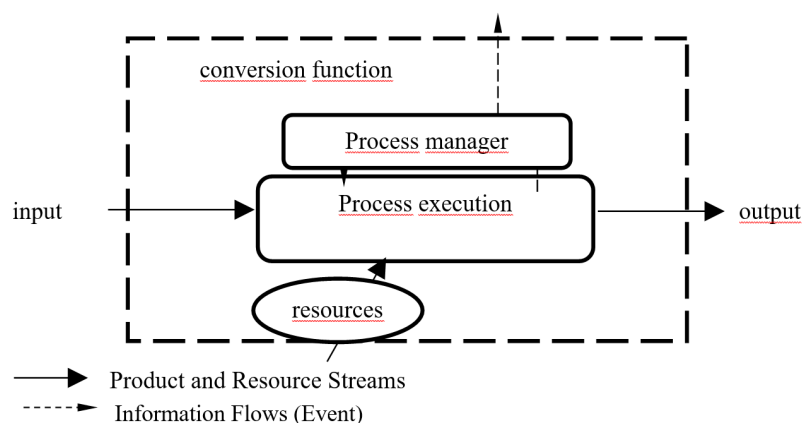 conversion function
Process manager
Process execution
input
output
resources
Product and Resource Streams
Information Flows (Event)